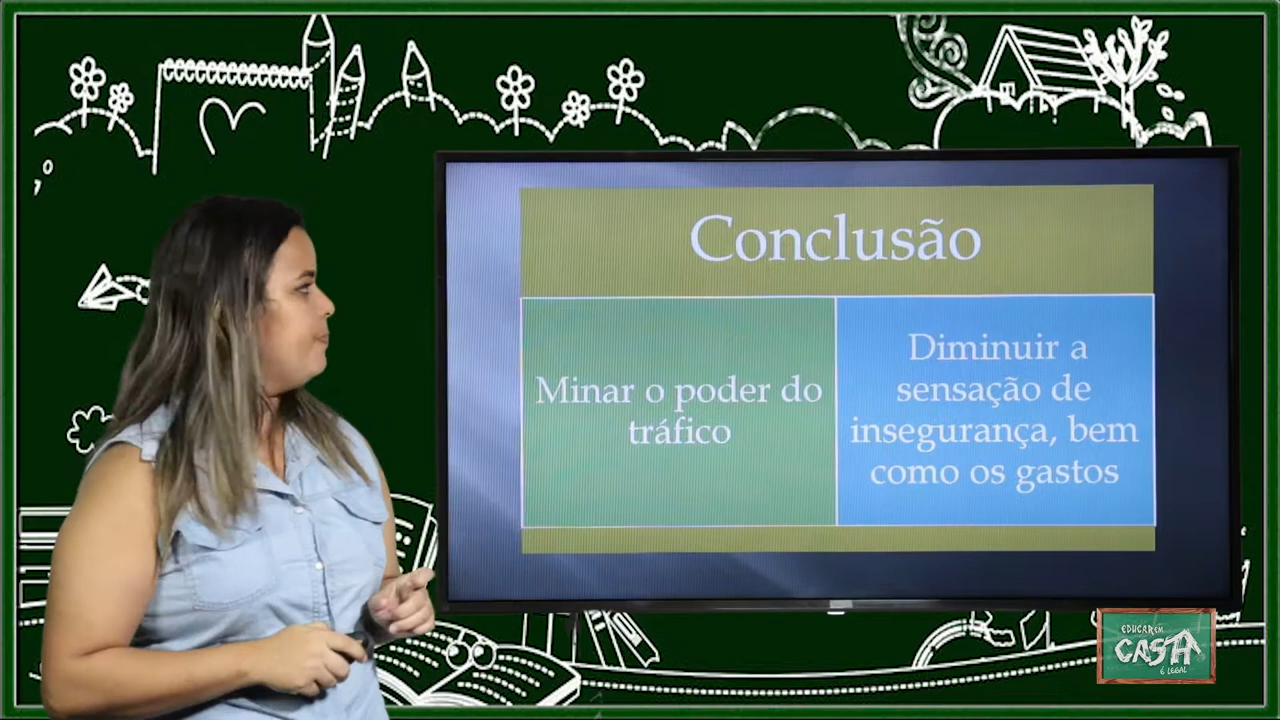 Conclusão
Minar o poder do
tráfico
Diminuir a
sensação de
insegurança, bem
como os gastos
EDUCAR EM
CASA
É LEGAL